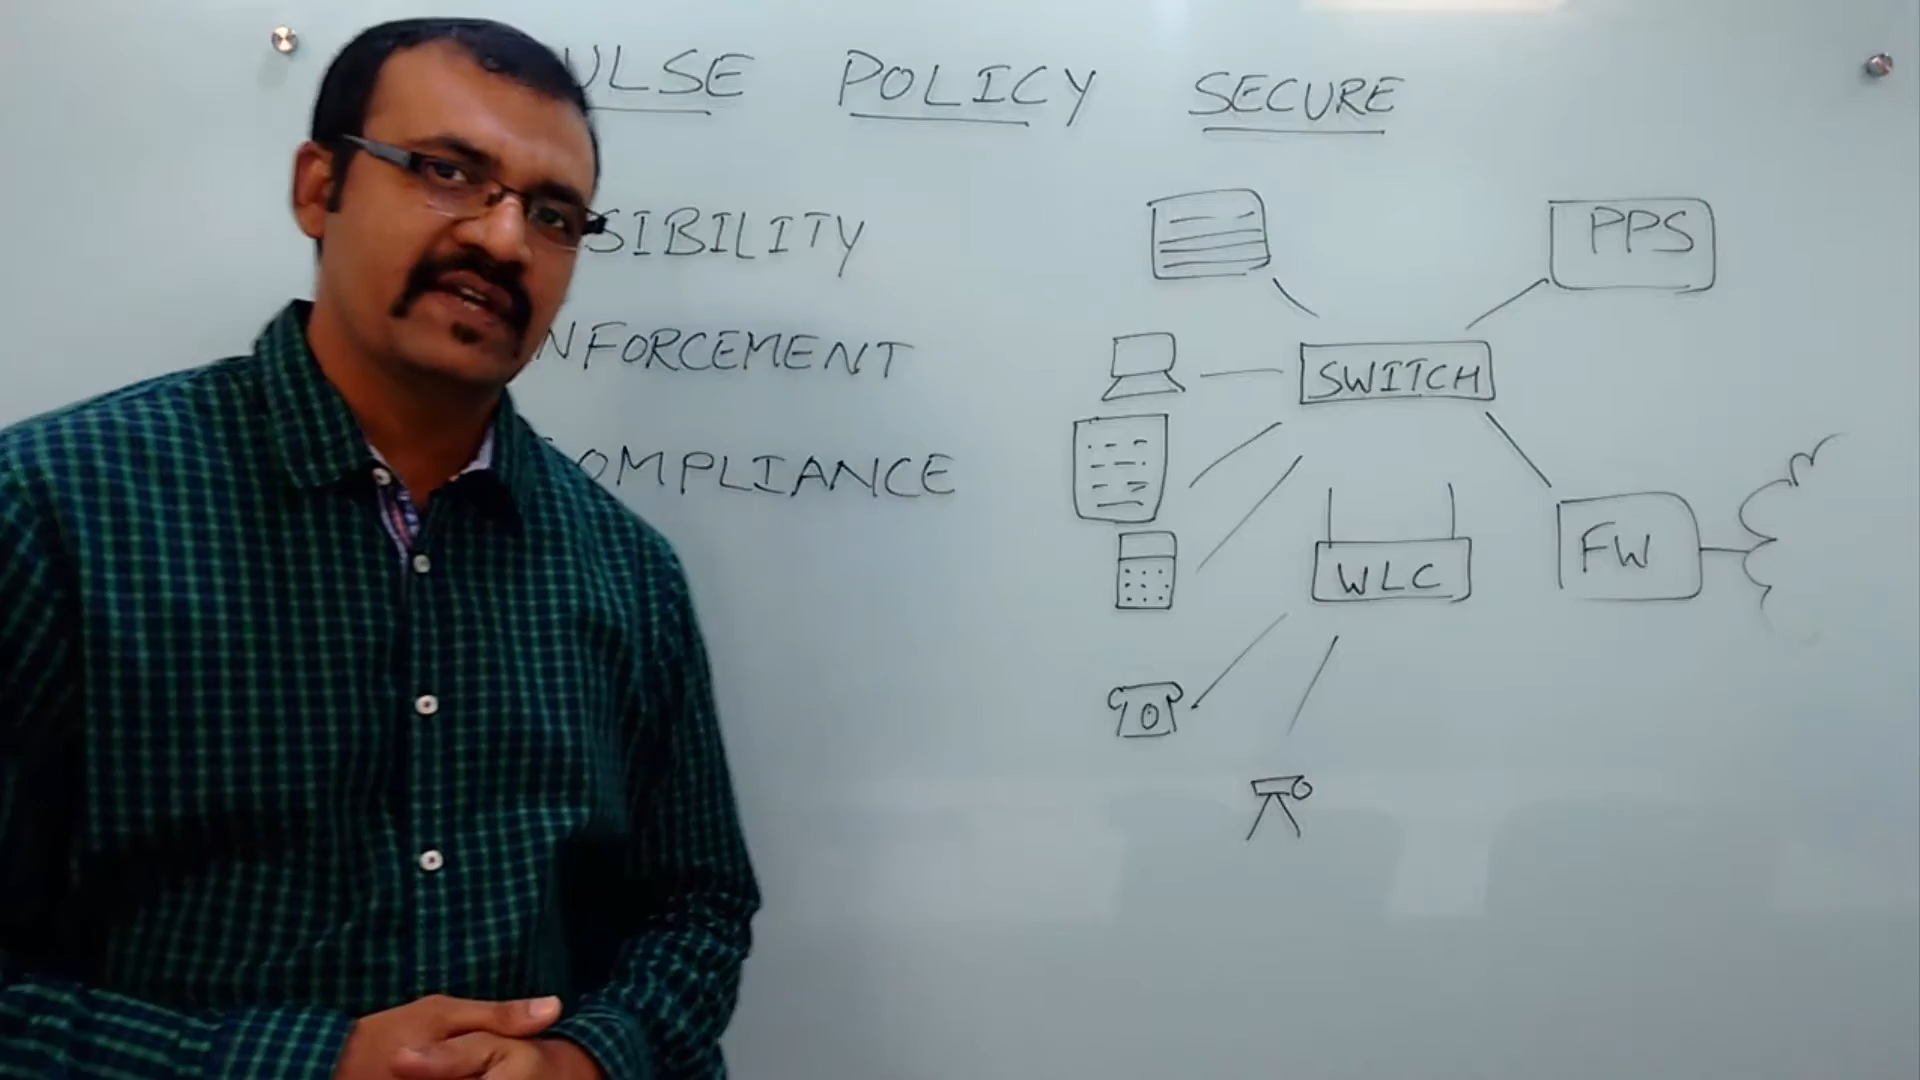 ULSE POLICY SECURE
SIBILITY
NFORCEMENT
OMPLIANCE
PPS
SWITCH
WLC
FW